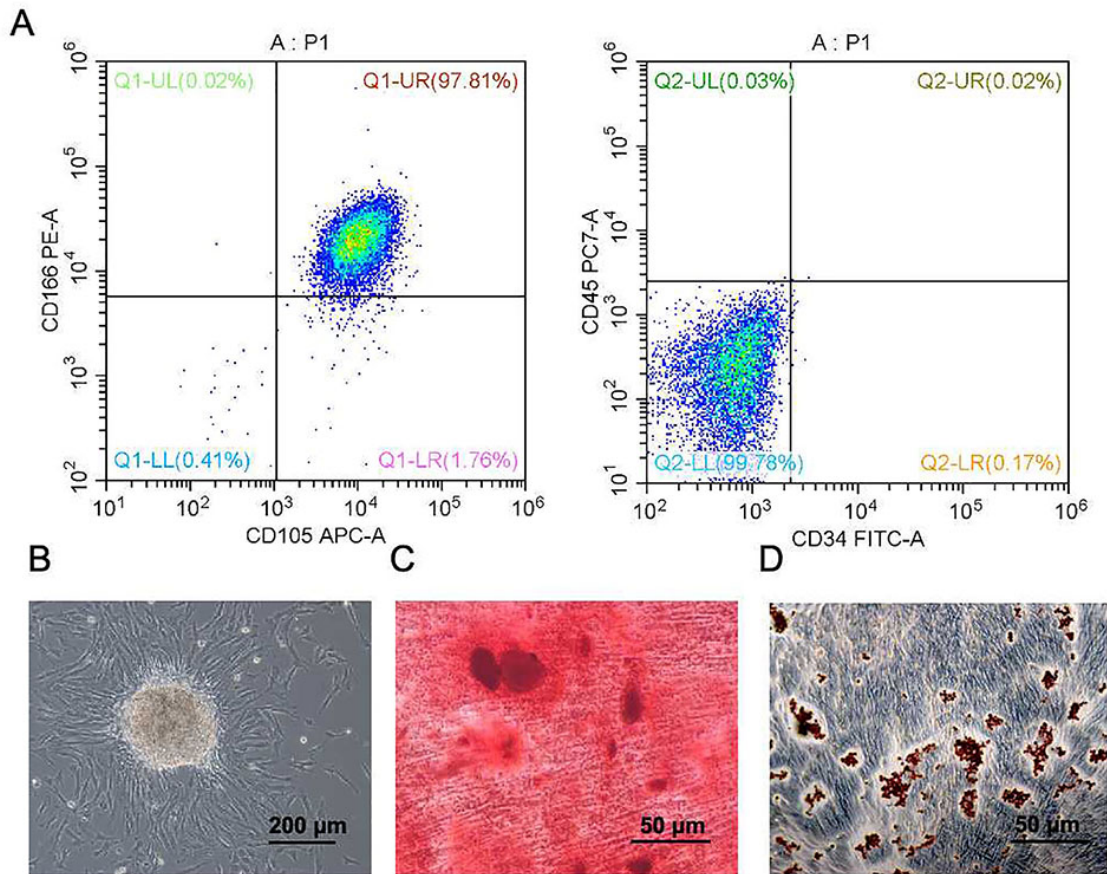 A
A : P1
Q1-UL(0.02%)
Q1-UR(97.81%)
Q1-LL(0.41%)
Q1-LR(1.76%)
CD166 PE-A
10^2
10^3
10^4
10^5
10^6
10^1
10^2
10^3
10^4
10^5
10^6
CD105 APC-A
A : P1
Q2-UL(0.03%)
Q2-UR(0.02%)
Q2-LL(99.78%)
Q2-LR(0.17%)
CD45 PC7-A
10
10^2
10^3
10^4
10^5
10^6
10^2
10^3
10^4
10^5
10^6
CD34 FITC-A
B
200 µm
C
50 µm
D
50 µm